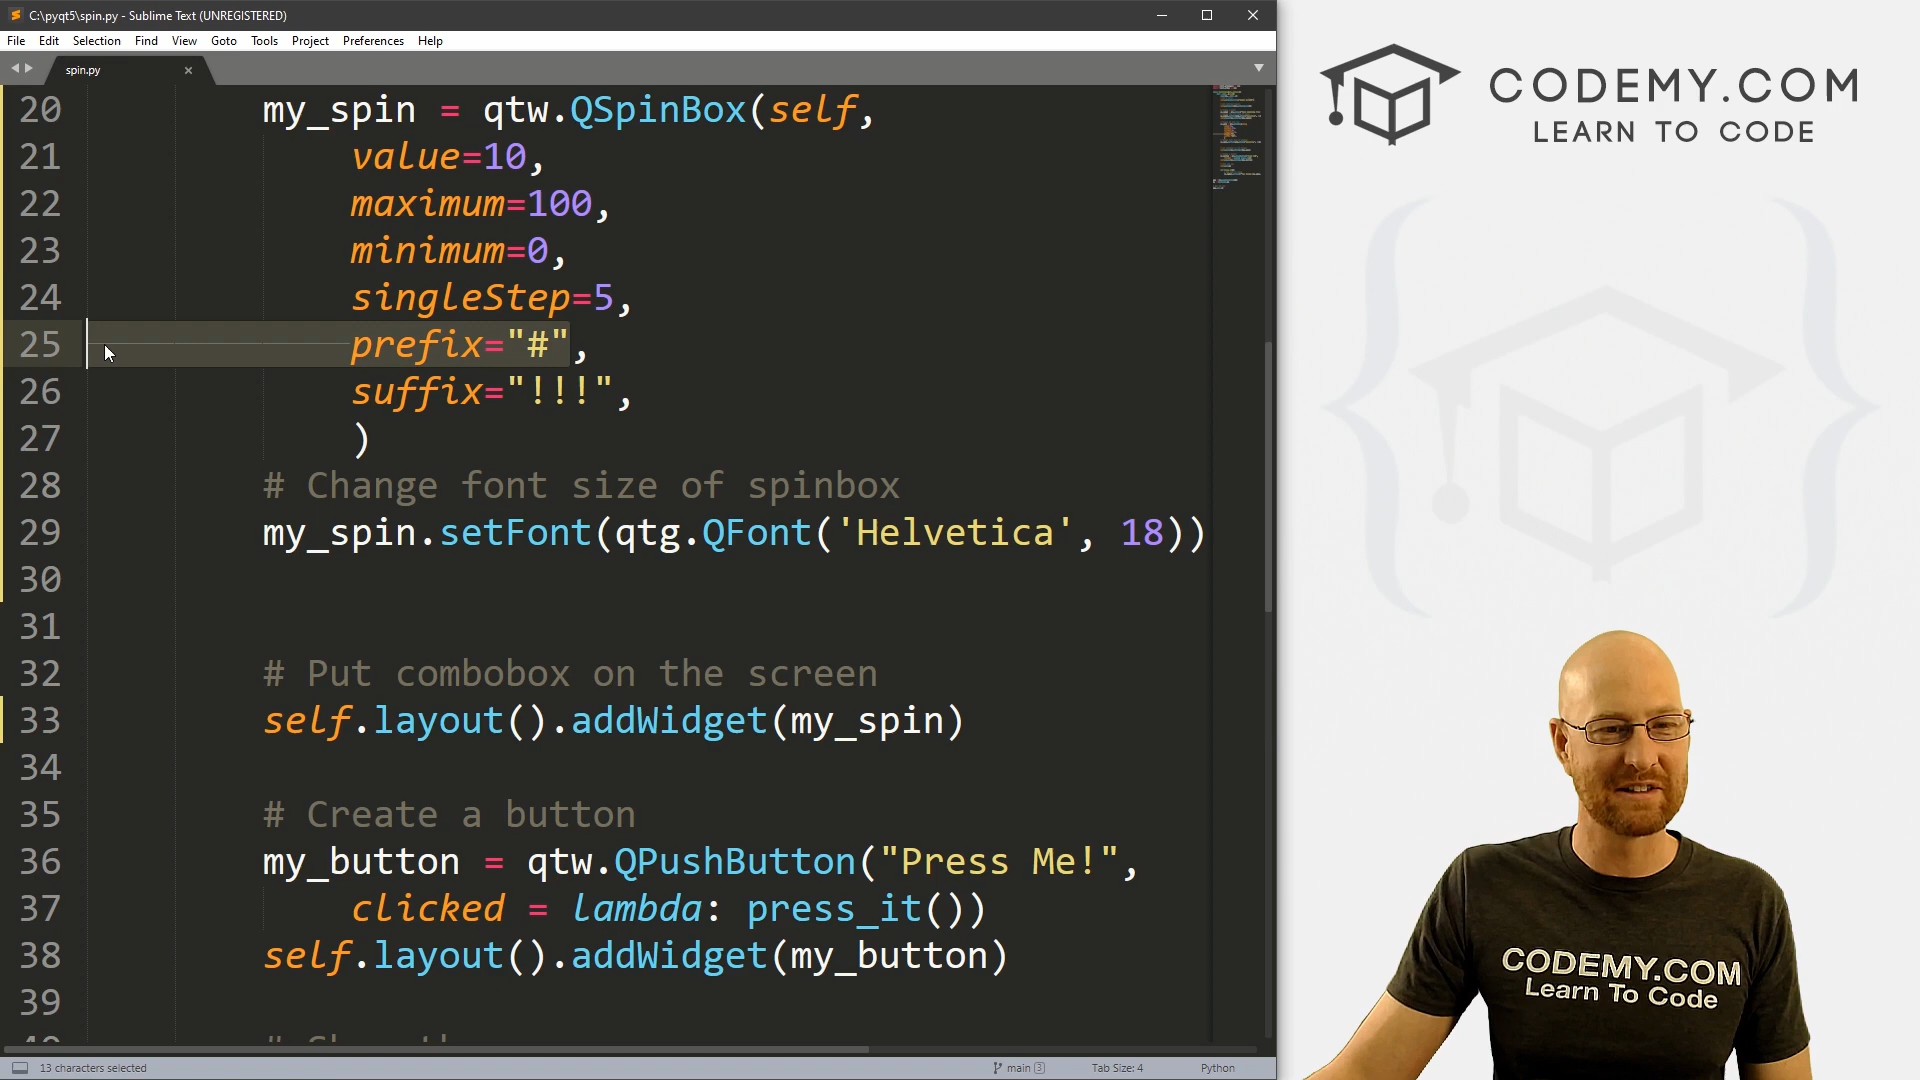 C:\pyqt5\spin.py - Sublime Text (UNREGISTERED)
File Edit Selection Find View Goto Tools Project Preferences Help
spin.py
20 my_spin = qtw.QSpinBox(self,
21 value=10,
22 maximum=100,
23 minimum=0,
24 singleStep=5,
25 prefix="#",
26 suffix="!!!",
27 )
28 # Change font size of spinbox
29 my_spin.setFont(qtg.QFont('Helvetica', 18))
30
31
32 # Put combobox on the screen
33 self.layout().addWidget(my_spin)
34
35 # Create a button
36 my_button = qtw.QPushButton("Press Me!",
37 clicked = lambda: press_it())
38 self.layout().addWidget(my_button)
39
13 characters selected
main 3
Tab Size: 4
Python
CODEMY.COM
LEARN TO CODE
CODEMY.COM
Learn To Code